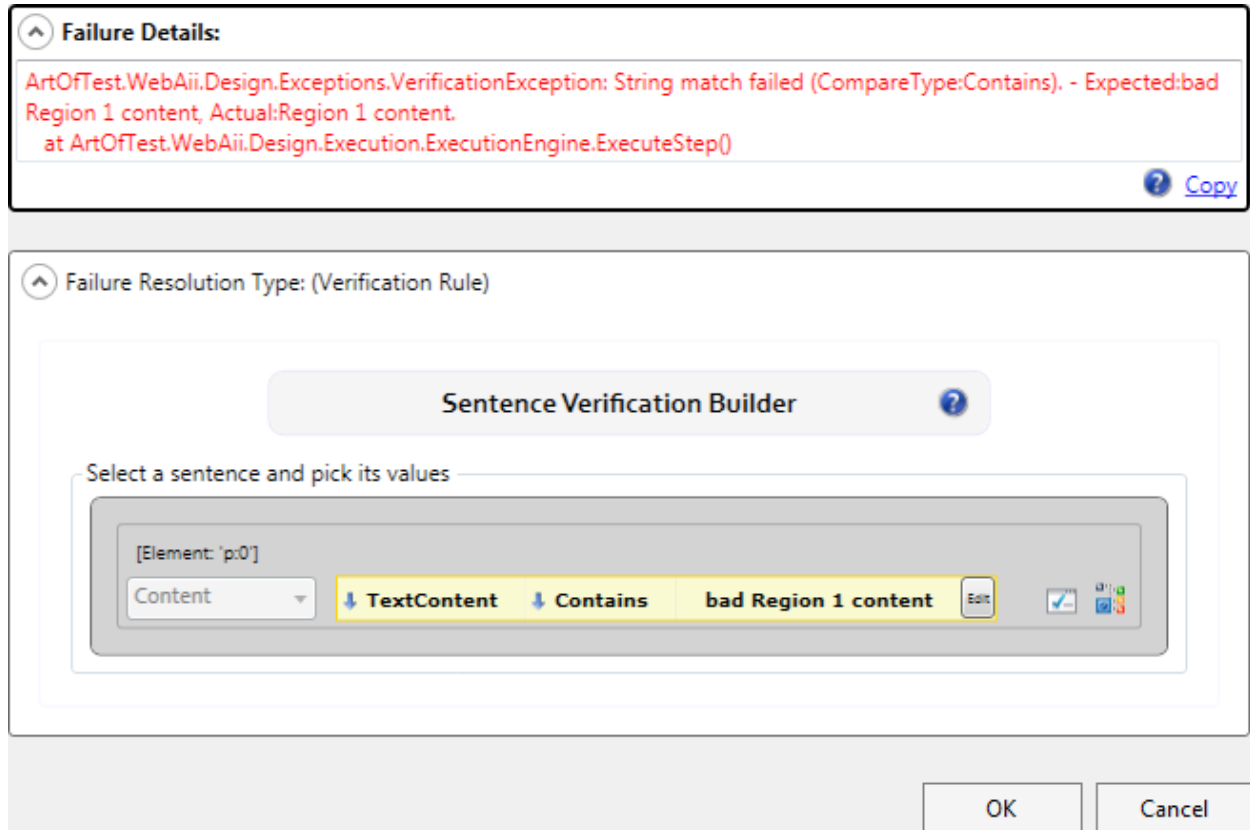 Failure Details:
ArtOfTest.WebAii.Design.Exceptions.VerificationException: String match failed (CompareType:Contains). - Expected:bad
Region 1 content, Actual:Region 1 content.
at ArtOfTest.WebAii.Design.Execution.ExecutionEngine.ExecuteStep()
? Copy
Failure Resolution Type: (Verification Rule)
Sentence Verification Builder ?
Select a sentence and pick its values
[Element: 'p:0']
Content TextContent Contains bad Region 1 content Edit
OK Cancel